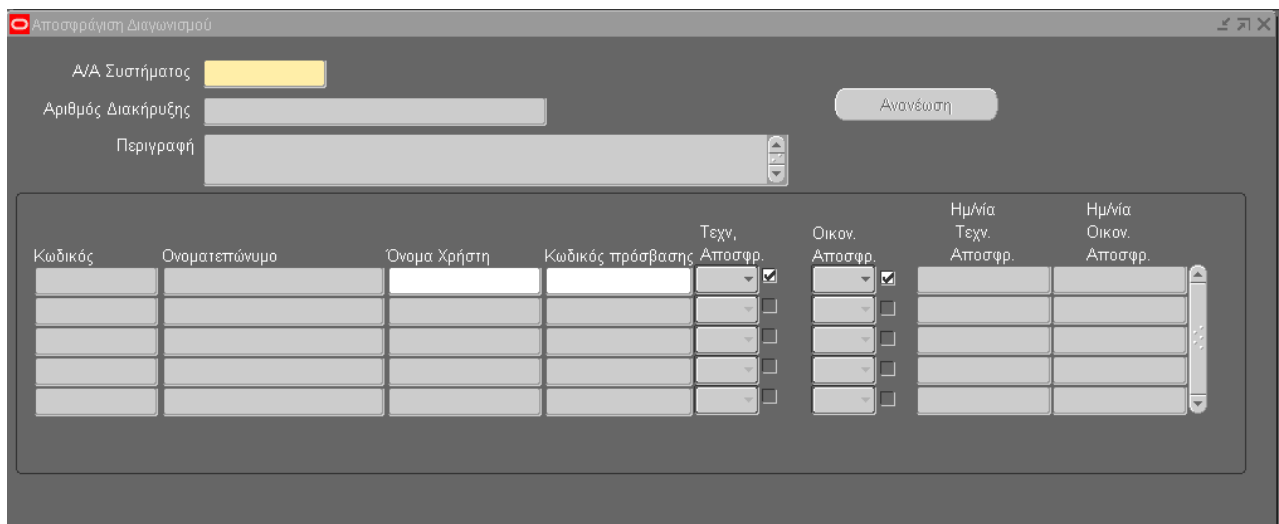 Αποσφράγιση Διαγωνισμού
Α/Α Συστήματος
Αριθμός Διακήρυξης
Ανανέωση
Περιγραφή
Κωδικός Ονοματεπώνυμο Όνομα Χρήστη Κωδικός πρόσβασης Τεχν, Αποσφρ. Οικον. Αποσφρ. Ημ/νία Τεχν. Αποσφρ. Ημ/νία Οικον. Αποσφρ.